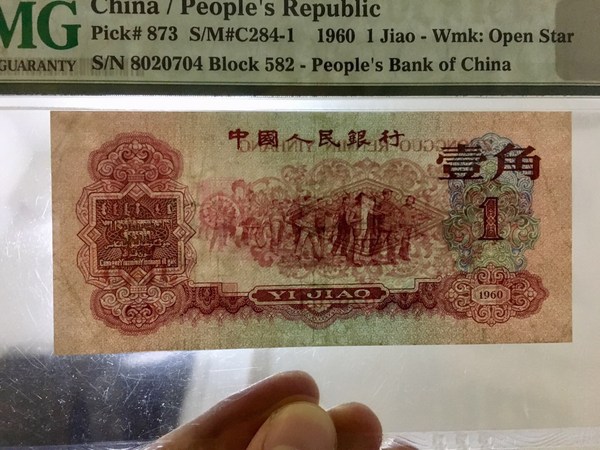 China / People's Republic
MG
Pick# 873 S/M#C284-1 1960 1 Jiao - Wmk: Open Star
GUARANTY
S/N 8020704 Block 582 - People's Bank of China
中國人民銀行
壹角
1
YI JIAO
1960